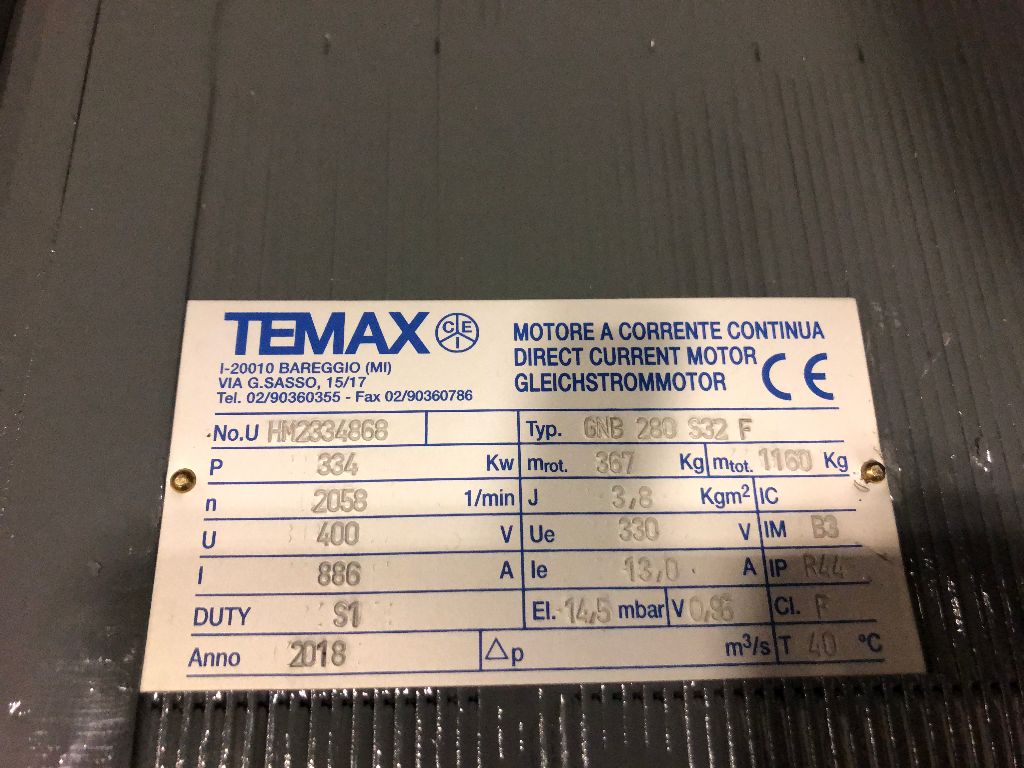 TEMAX CEI
I-20010 BAREGGIO (MI)
VIA G.SASSO, 15/17
Tel. 02/90360355 - Fax 02/90360786
MOTORE A CORRENTE CONTINUA
DIRECT CURRENT MOTOR
GLEICHSTROMMOTOR
CE
No.U HM2334868 Typ. GNB 280 S32 F
P 334 Kw mrot. 367 Kg mtot. 1160 Kg
n 2058 1/min J 3,8 Kgm² IC
U 400 V Ue 330 V IM B3
I 886 A Ie 13,0 A IP R44
DUTY S1 El. 14,5 mbar V 0,86 Cl. F
Anno 2018 △p m³/s T 40 °C